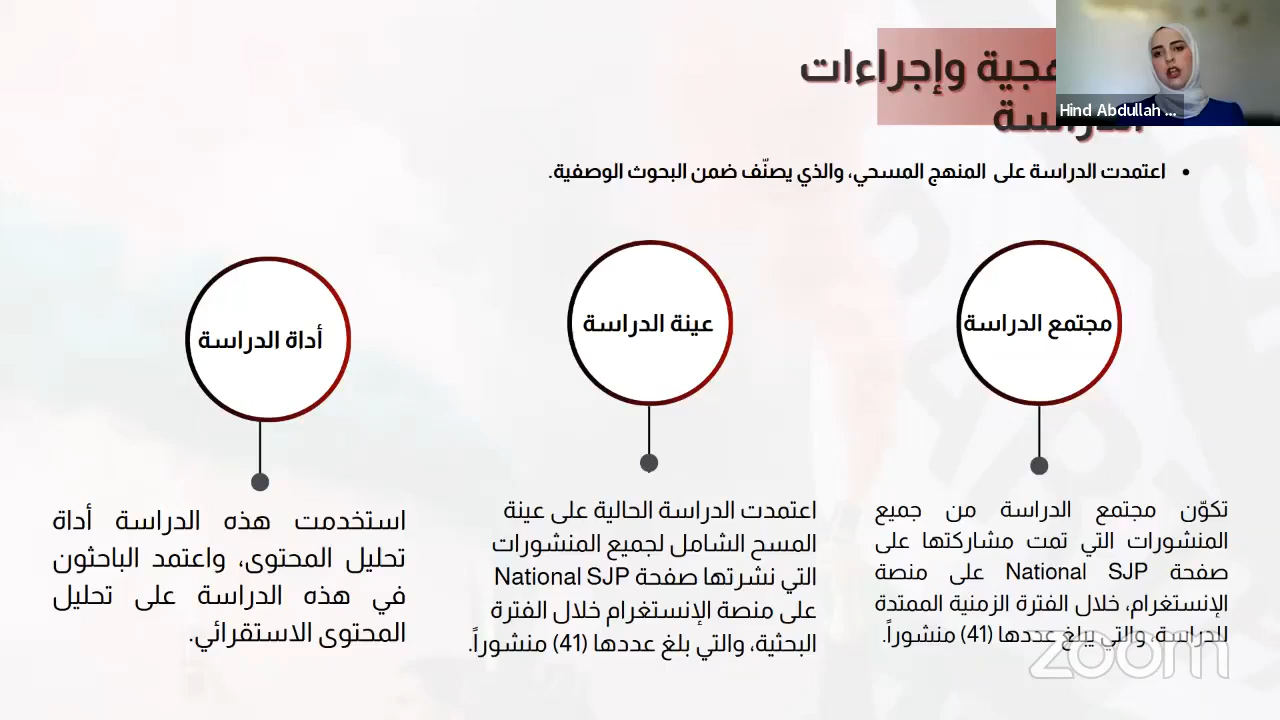 وإجراءات
Hind Abdullah ...
اعتمدت الدراسة على المنهج المسحي، والذي يصنّف ضمن البحوث الوصفية.
مجتمع الدراسة
تكوّن مجتمع الدراسة من جميع
المنشورات التي تمت مشاركتها على
صفحة National SJP على منصة
الإنستغرام، خلال الفترة الزمنية الممتدة
للدراسة، والتي يبلغ عددها (41) منشوراً.
عينة الدراسة
اعتمدت الدراسة الحالية على عينة
المسح الشامل لجميع المنشورات
التي نشرتها صفحة National SJP
على منصة الإنستغرام خلال الفترة
البحثية، والتي بلغ عددها (41) منشوراً.
أداة الدراسة
استخدمت هذه الدراسة أداة
تحليل المحتوى، واعتمد الباحثون
في هذه الدراسة على تحليل
المحتوى الاستقرائي.
zoom